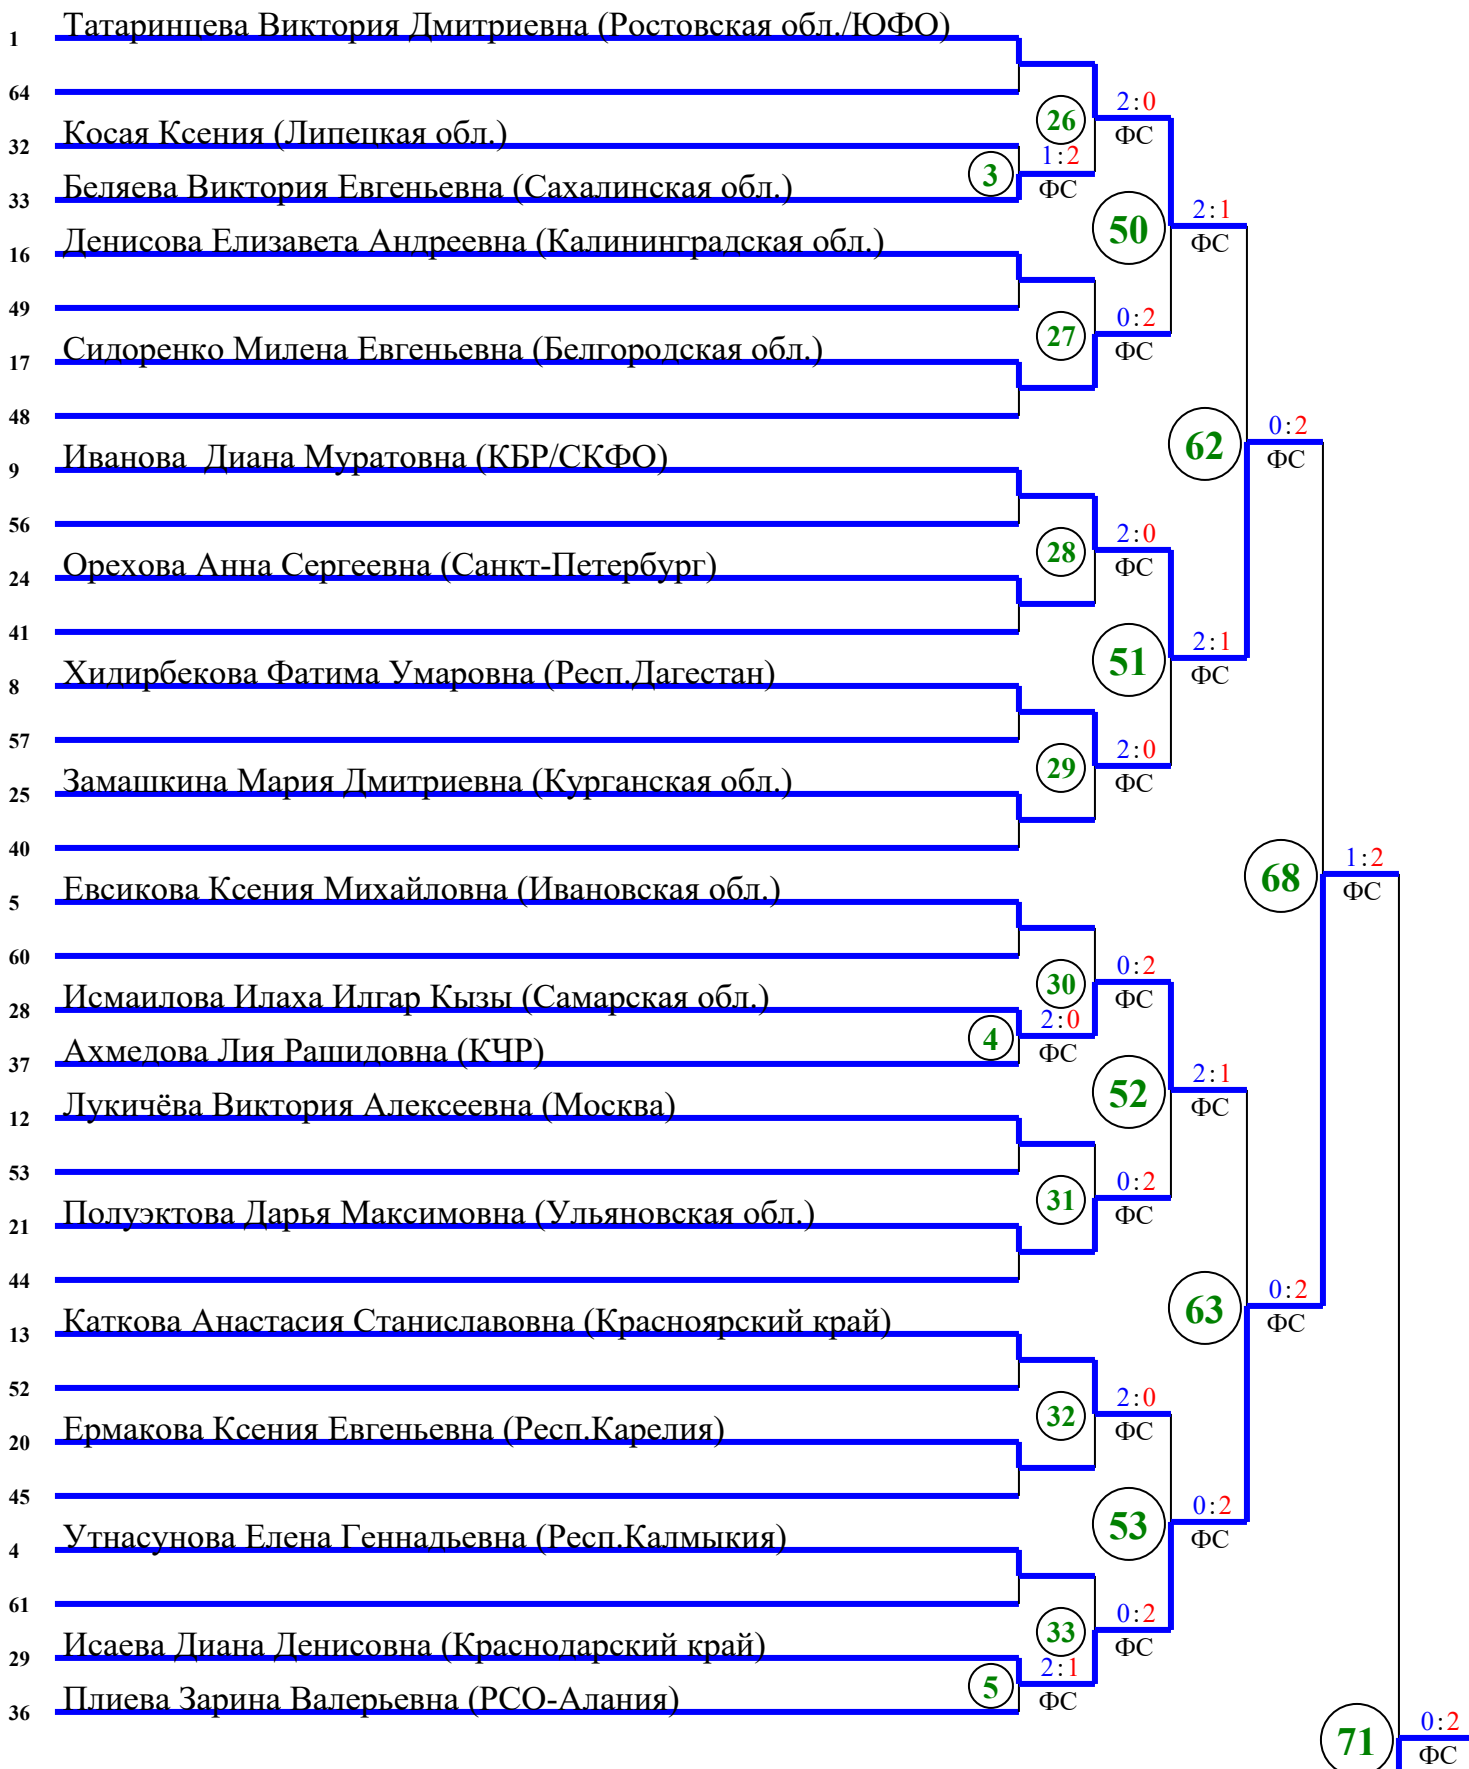 1 Татаринцева Виктория Дмитриевна (Ростовская обл./ЮФО)
64
26 2:0
ФС
32 Косая Ксения (Липецкая обл.)
3 1:2
ФС
33 Беляева Виктория Евгеньевна (Сахалинская обл.)
50 2:1
ФС
16 Денисова Елизавета Андреевна (Калининградская обл.)
49
27 0:2
ФС
17 Сидоренко Милена Евгеньевна (Белгородская обл.)
48
62 0:2
ФС
9 Иванова  Диана Муратовна (КБР/СКФО)
56
28 2:0
ФС
24 Орехова Анна Сергеевна (Санкт-Петербург)
41
51 2:1
ФС
8 Хидирбекова Фатима Умаровна (Респ.Дагестан)
57
29 2:0
ФС
25 Замашкина Мария Дмитриевна (Курганская обл.)
40
68 1:2
ФС
5 Евсикова Ксения Михайловна (Ивановская обл.)
60
30 0:2
ФС
28 Исмаилова Илаха Илгар Кызы (Самарская обл.)
4 2:0
ФС
37 Ахмедова Лия Рашидовна (КЧР)
52 2:1
ФС
12 Лукичёва Виктория Алексеевна (Москва)
53
31 0:2
ФС
21 Полуэктова Дарья Максимовна (Ульяновская обл.)
44
63 0:2
ФС
13 Каткова Анастасия Станиславовна (Красноярский край)
52
32 2:0
ФС
20 Ермакова Ксения Евгеньевна (Респ.Карелия)
45
53 0:2
ФС
4 Утнасунова Елена Геннадьевна (Респ.Калмыкия)
61
33 0:2
ФС
29 Исаева Диана Денисовна (Краснодарский край)
5 2:1
ФС
36 Плиева Зарина Валерьевна (РСО-Алания)
71 0:2
ФС